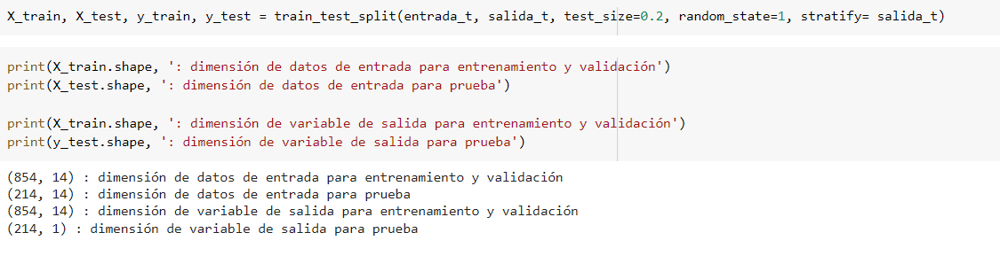 X_train, X_test, y_train, y_test = train_test_split(entrada_t, salida_t, test_size=0.2, random_state=1, stratify= salida_t)
print(X_train.shape, ': dimensión de datos de entrada para entrenamiento y validación')
print(X_test.shape, ': dimensión de datos de entrada para prueba')
print(X_train.shape, ': dimensión de variable de salida para entrenamiento y validación')
print(y_test.shape, ': dimensión de variable de salida para prueba')
(854, 14) : dimensión de datos de entrada para entrenamiento y validación
(214, 14) : dimensión de datos de entrada para prueba
(854, 14) : dimensión de variable de salida para entrenamiento y validación
(214, 1) : dimensión de variable de salida para prueba